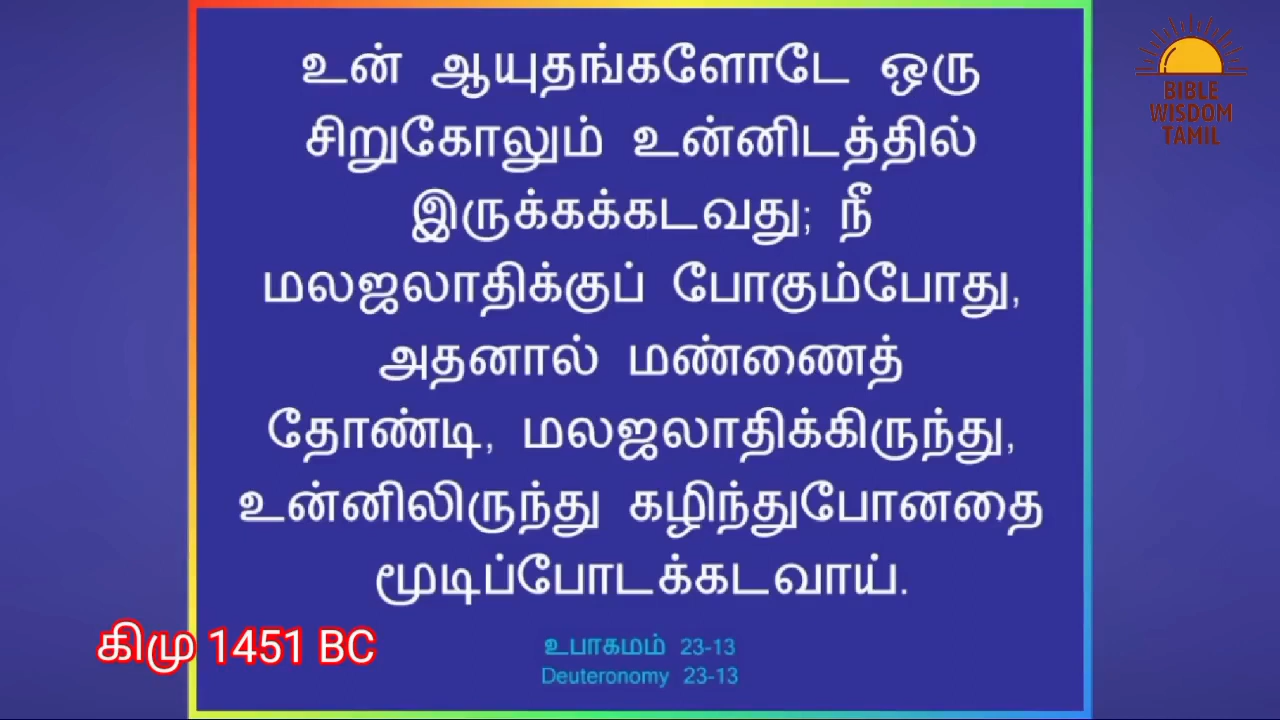 உன் ஆயுதங்களோடே ஒரு
சிறுகோலும் உன்னிடத்தில்
இருக்கக்கடவது; நீ
மலஜலாதிக்குப் போகும்போது,
அதனால் மண்ணைத்
தோண்டி, மலஜலாதிக்கிருந்து,
உன்னிலிருந்து கழிந்துபோனதை
மூடிப்போடக்கடவாய்.
உபாகமம் 23-13
Deuteronomy 23-13
கிமு 1451 BC
BIBLE
WISDOM
TAMIL